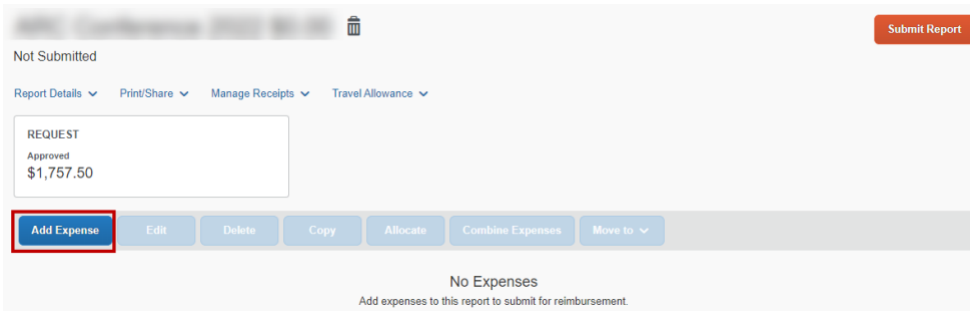 Submit Report
Not Submitted
Report Details Print/Share Manage Receipts Travel Allowance
REQUEST
Approved
$1,757.50
Add Expense Edit Delete Copy Allocate Combine Expenses Move to
No Expenses
Add expenses to this report to submit for reimbursement.